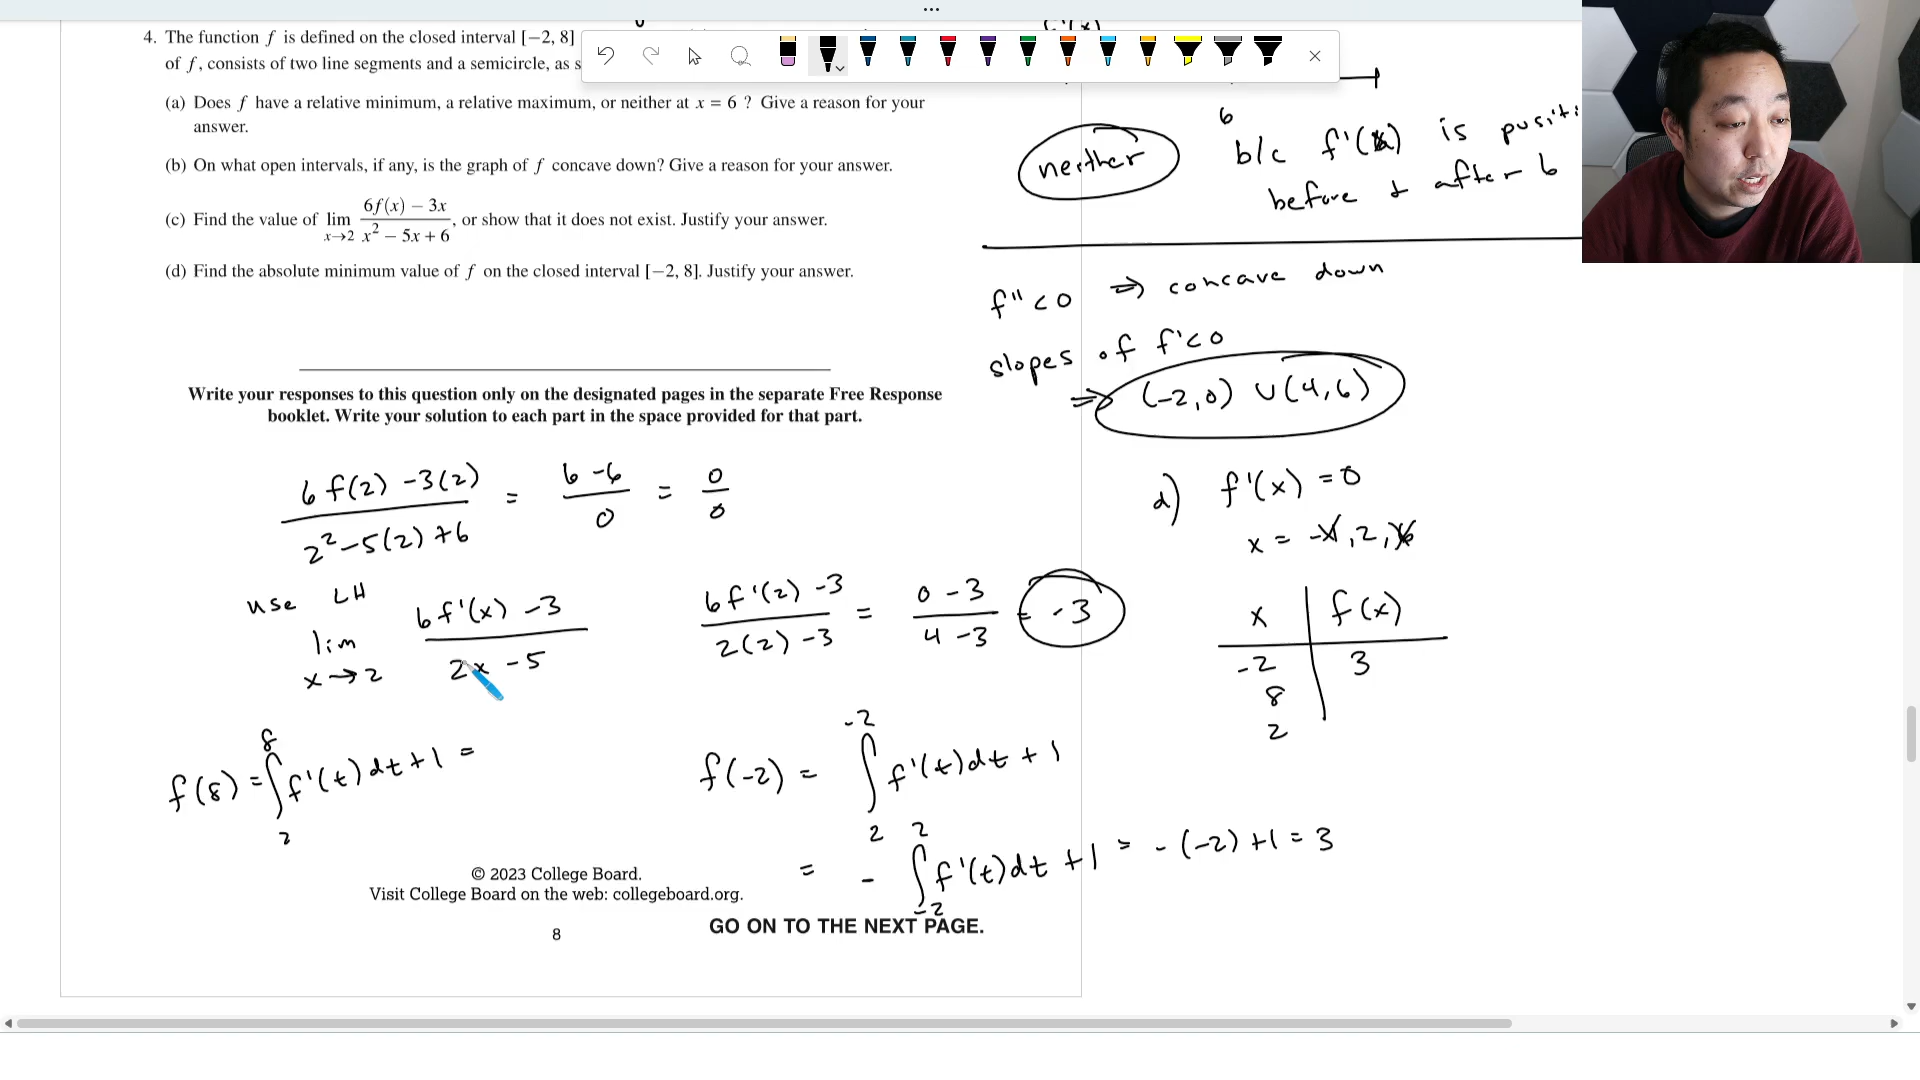 4. The function f is defined on the closed interval [−2, 8]
of f, consists of two line segments and a semicircle, as s
(a) Does f have a relative minimum, a relative maximum, or neither at x = 6 ? Give a reason for your
answer.
(b) On what open intervals, if any, is the graph of f concave down? Give a reason for your answer.
(c) Find the value of lim x→2 (6f(x) − 3x)/(x² − 5x + 6), or show that it does not exist. Justify your answer.
(d) Find the absolute minimum value of f on the closed interval [−2, 8]. Justify your answer.
Write your responses to this question only on the designated pages in the separate Free Response
booklet. Write your solution to each part in the space provided for that part.
6
neither
b/c f'(x) is positi
before + after 6
f'' < 0 ⇒ concave down
slopes of f' < 0
⇒ (-2,0) ∪ (4,6)
(6f(2) - 3(2))/(2² - 5(2) + 6) = (6 - 6)/0 = 0/0
use LH
lim x→2 (6f'(x) - 3)/(2x - 5)
(6f'(2) - 3)/(2(2) - 3) = (0 - 3)/(4 - 3) = -3
d) f'(x) = 0
x = -1, 2, 6
x f(x)
-2 3
8
2
f(8) = ∫₂⁸ f'(t)dt + 1 =
f(-2) = ∫₂⁻² f'(t)dt + 1
= - ∫₋₂² f'(t)dt + 1 = -(-2) + 1 = 3
© 2023 College Board.
Visit College Board on the web: collegeboard.org.
GO ON TO THE NEXT PAGE.
8